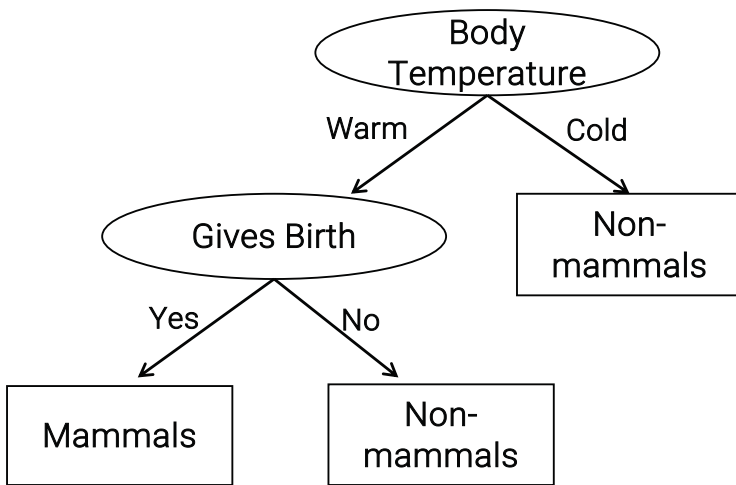 Body
Temperature
Warm
Cold
Gives Birth
Non-
mammals
Yes
No
Mammals
Non-
mammals